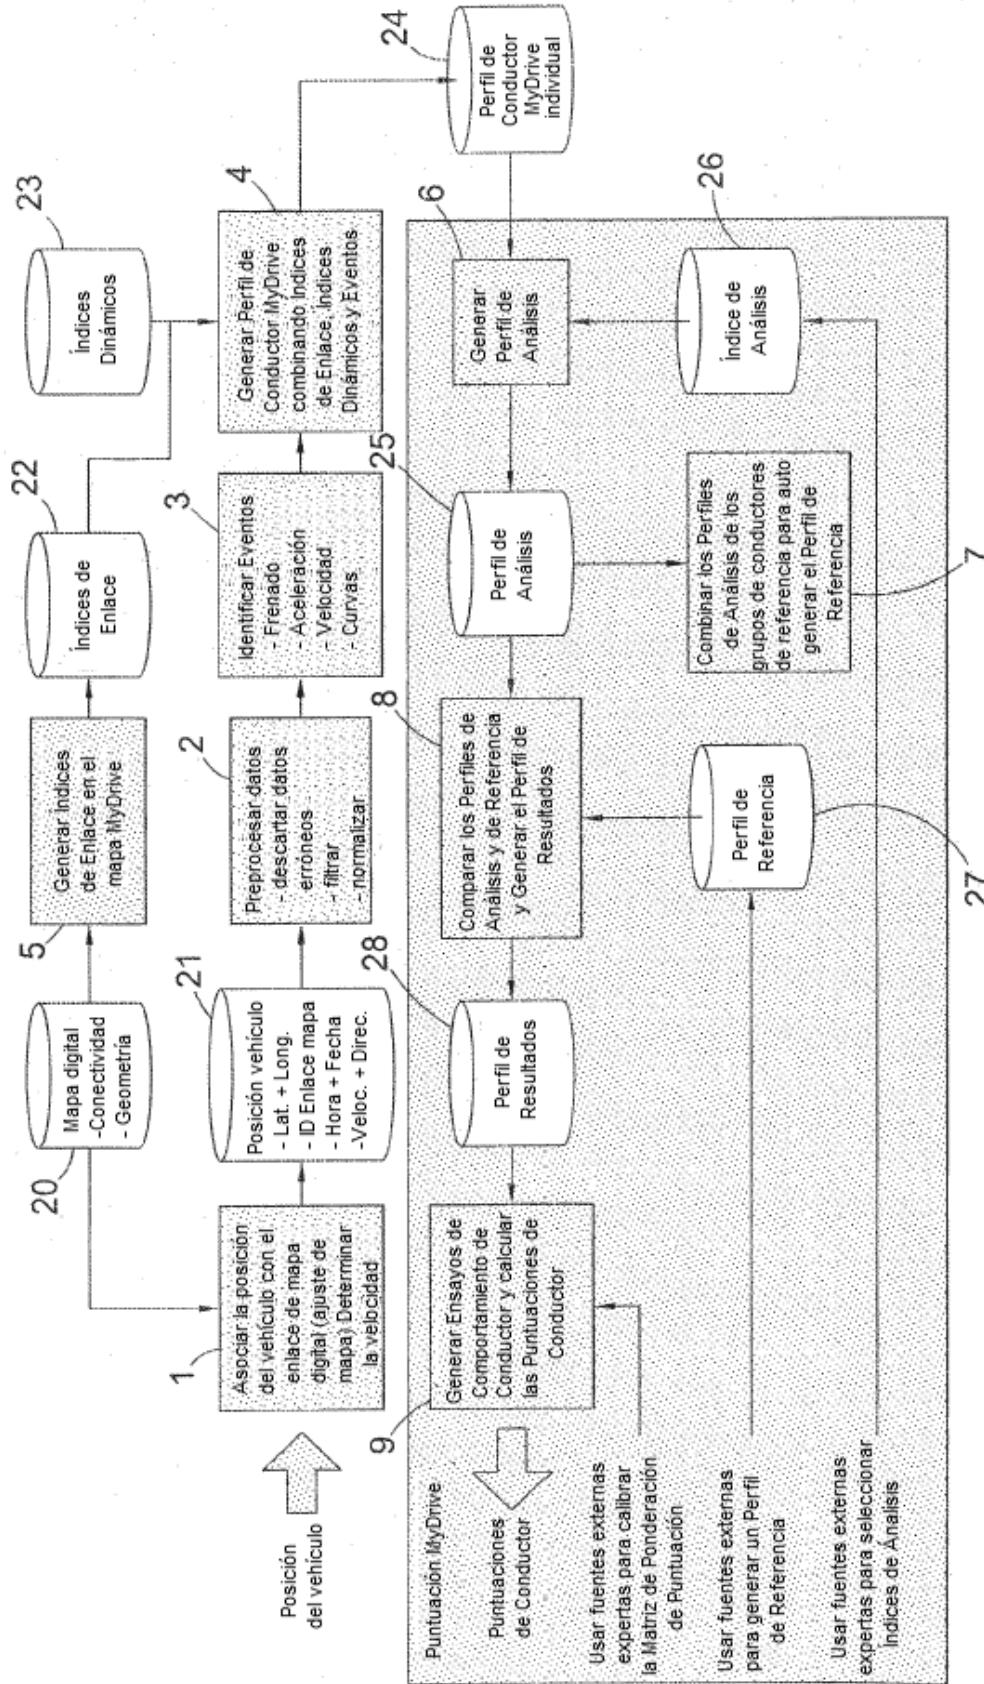 20
Mapa digital
-Conectividad
- Geometría
5
Generar Índices
de Enlace en el
mapa MyDrive
22
Índices de
Enlace
23
Índices
Dinámicos
Posición
del vehículo
1
Asociar la posición
del vehículo con el
enlace de mapa
digital (ajuste de
mapa) Determinar
la velocidad
21
Posición vehículo
- Lat. + Long.
- ID Enlace mapa
- Hora + Fecha
-Veloc. + Direc.
2
Preprocesar datos
- descartar datos
erróneos
- filtrar
- normalizar
3
Identificar Eventos
- Frenado
- Aceleración
- Velocidad
- Curvas
4
Generar Perfil de
Conductor MyDrive
combinando Índices
de Enlace, Índices
Dinámicos y Eventos
24
Perfil de
Conductor
MyDrive
individual
Puntuación MyDrive
Puntuaciones
de Conductor
9
Generar Ensayos de
Comportamiento de
Conductor y calcular
las Puntuaciones de
Conductor
28
Perfil de
Resultados
8
Comparar los Perfiles de
Análisis y de Referencia
y Generar el Perfil de
Resultados
25
Perfil de
Análisis
6
Generar
Perfil de
Análisis
Usar fuentes externas
expertas para calibrar
la Matriz de Ponderación
de Puntuación
Usar fuentes externas
para generar un Perfil
de Referencia
27
Perfil de
Referencia
7
Combinar los Perfiles
de Análisis de los
grupos de conductores
de referencia para auto
generar el Perfil de
Referencia
26
Índice de
Análisis
Usar fuentes externas
expertas para seleccionar
Índices de Ánalisis